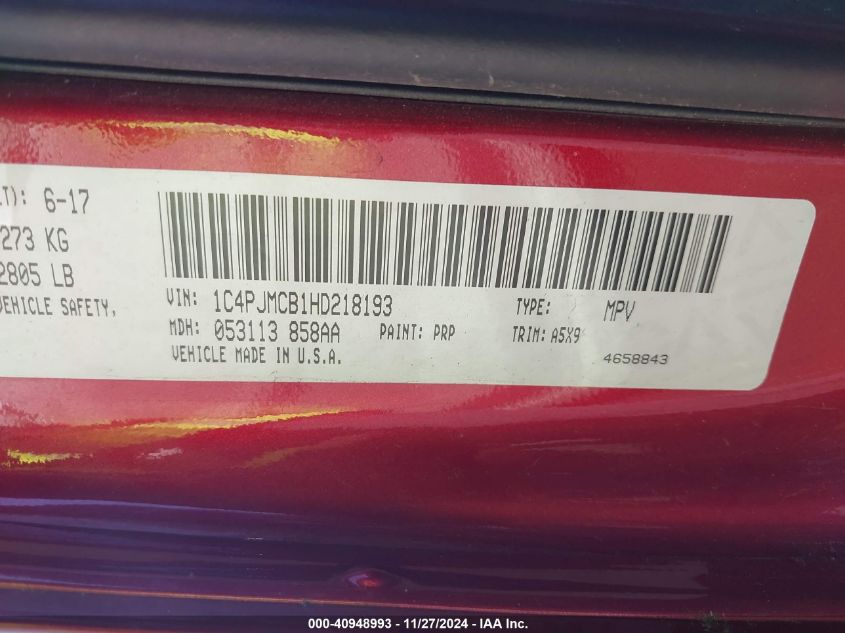 LT): 6-17
273 KG
2805 LB
VEHICLE SAFETY,
VIN: 1C4PJMCB1HD218193 TYPE: MPV
MDH: 053113 858AA PAINT: PRP TRIM: A5X9
VEHICLE MADE IN U.S.A. 4658843
000-40948993 - 11/27/2024 - IAA Inc.